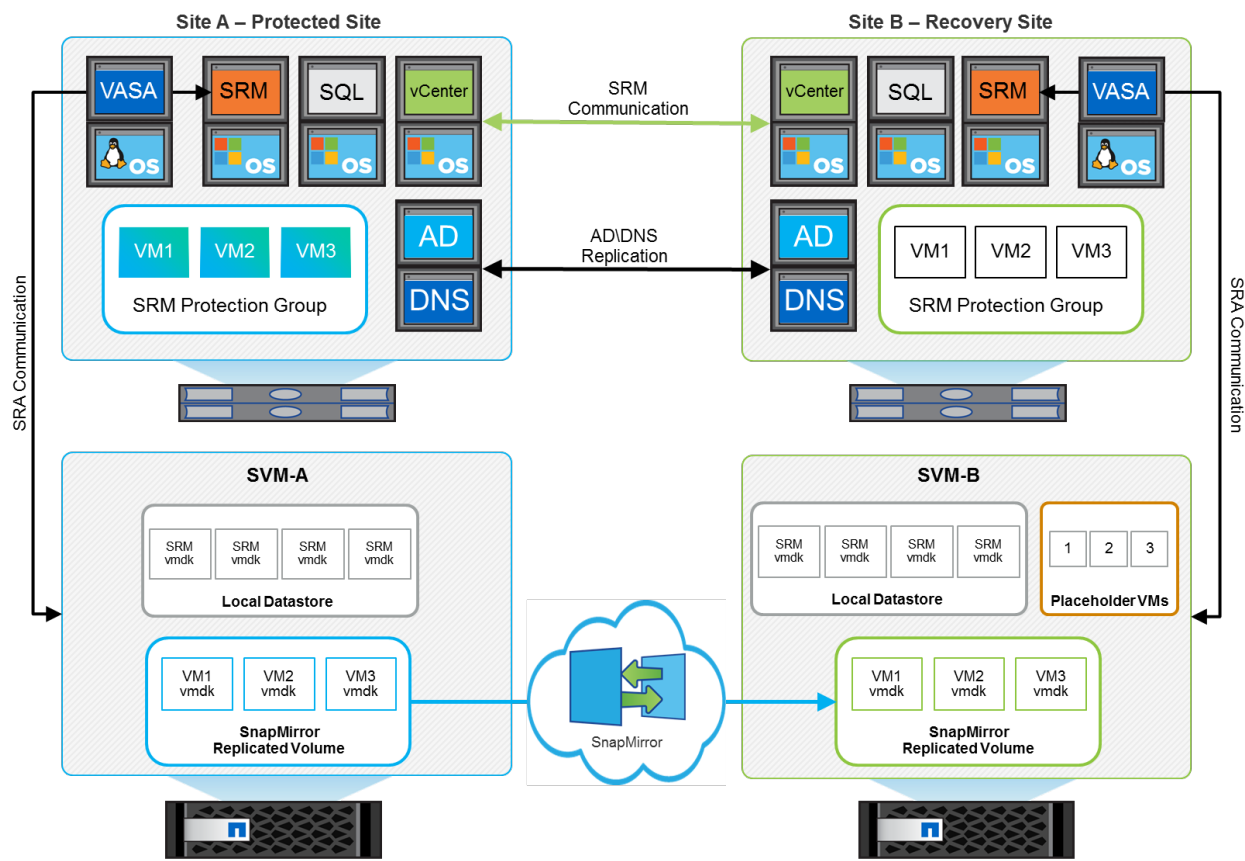 Site A – Protected Site
Site B – Recovery Site
VASA
SRM
SQL
vCenter
OS
OS
OS
OS
SRM
Communication
vCenter
SQL
SRM
VASA
OS
OS
OS
OS
VM1
VM2
VM3
SRM Protection Group
AD
DNS
AD\DNS
Replication
AD
DNS
VM1
VM2
VM3
SRM Protection Group
SRA Communication
SRA Communication
SVM-A
SRM
vmdk
SRM
vmdk
SRM
vmdk
SRM
vmdk
Local Datastore
VM1
vmdk
VM2
vmdk
VM3
vmdk
SnapMirror
Replicated Volume
SnapMirror
SVM-B
SRM
vmdk
SRM
vmdk
SRM
vmdk
SRM
vmdk
Local Datastore
1
2
3
Placeholder VMs
VM1
vmdk
VM2
vmdk
VM3
vmdk
SnapMirror
Replicated Volume